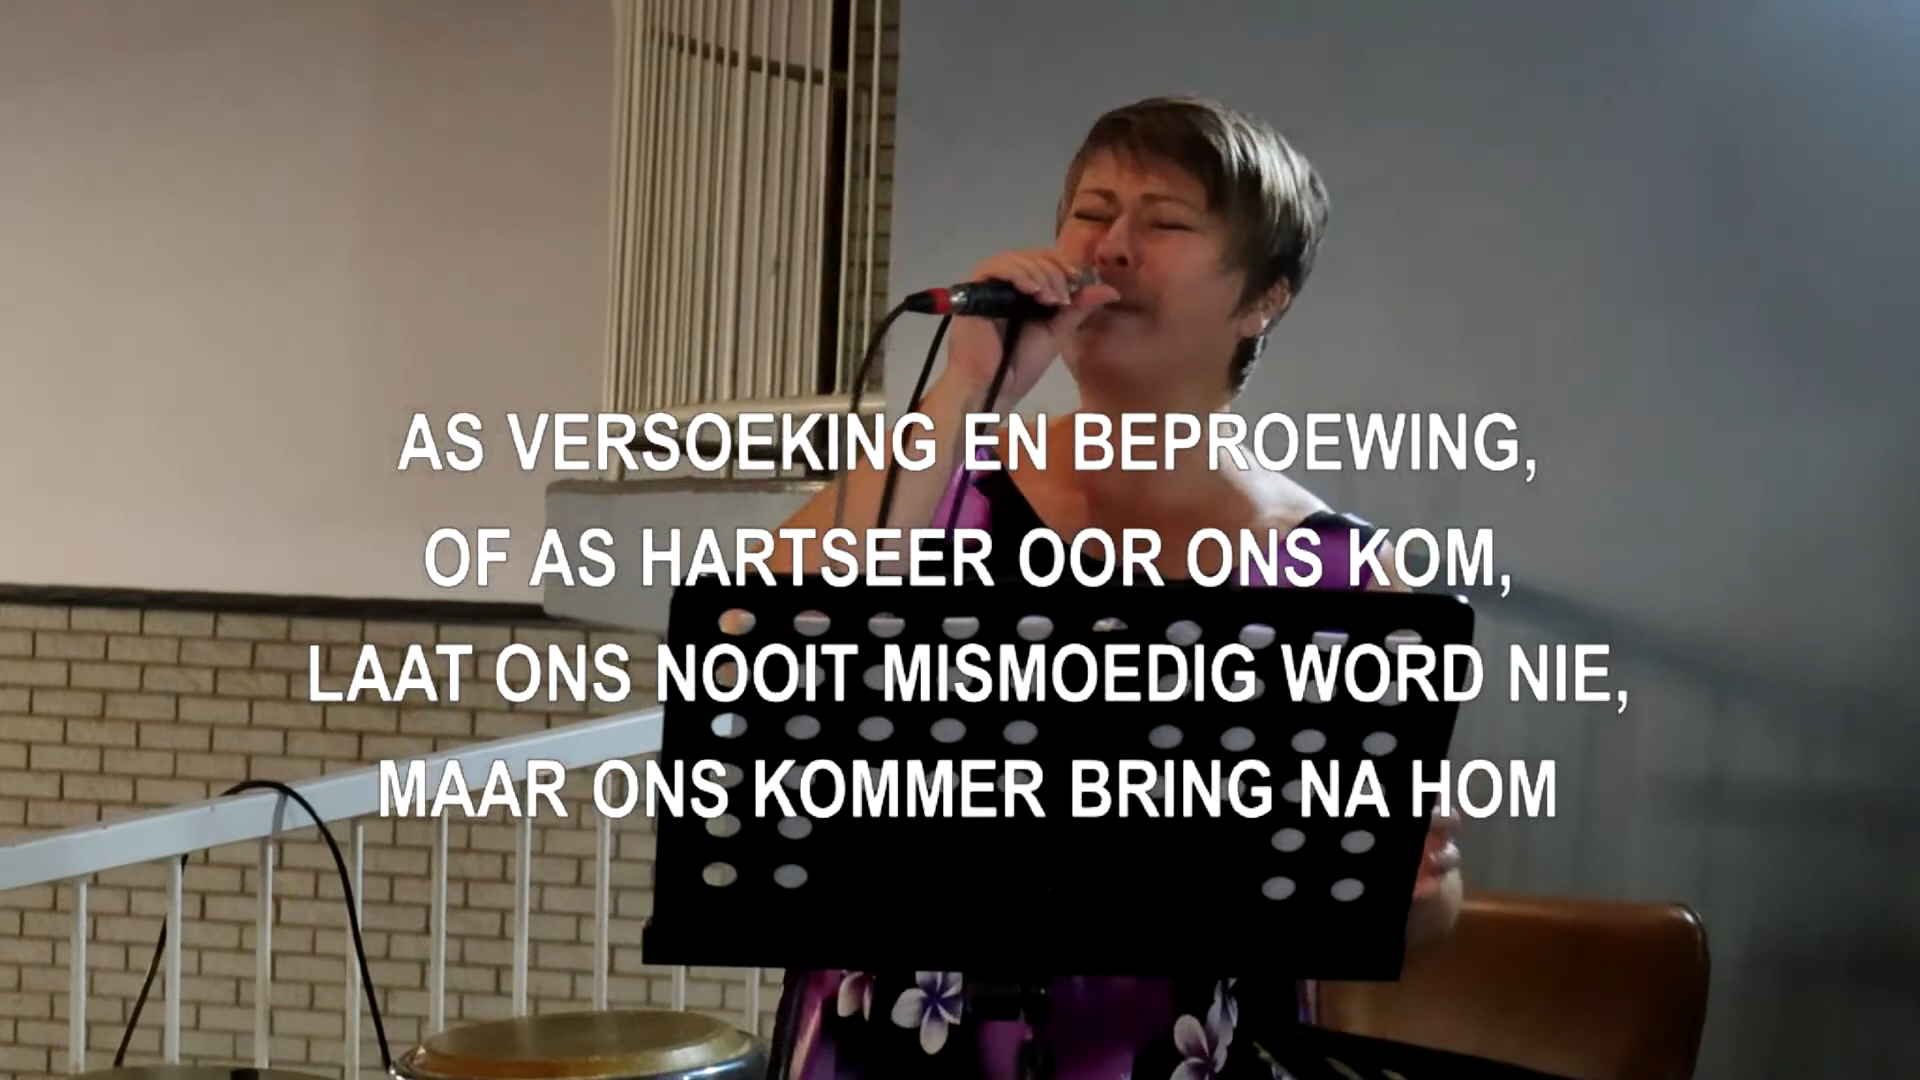 AS VERSOEKING EN BEPROEWING,
OF AS HARTSEER OOR ONS KOM,
LAAT ONS NOOIT MISMOEDIG WORD NIE,
MAAR ONS KOMMER BRING NA HOM